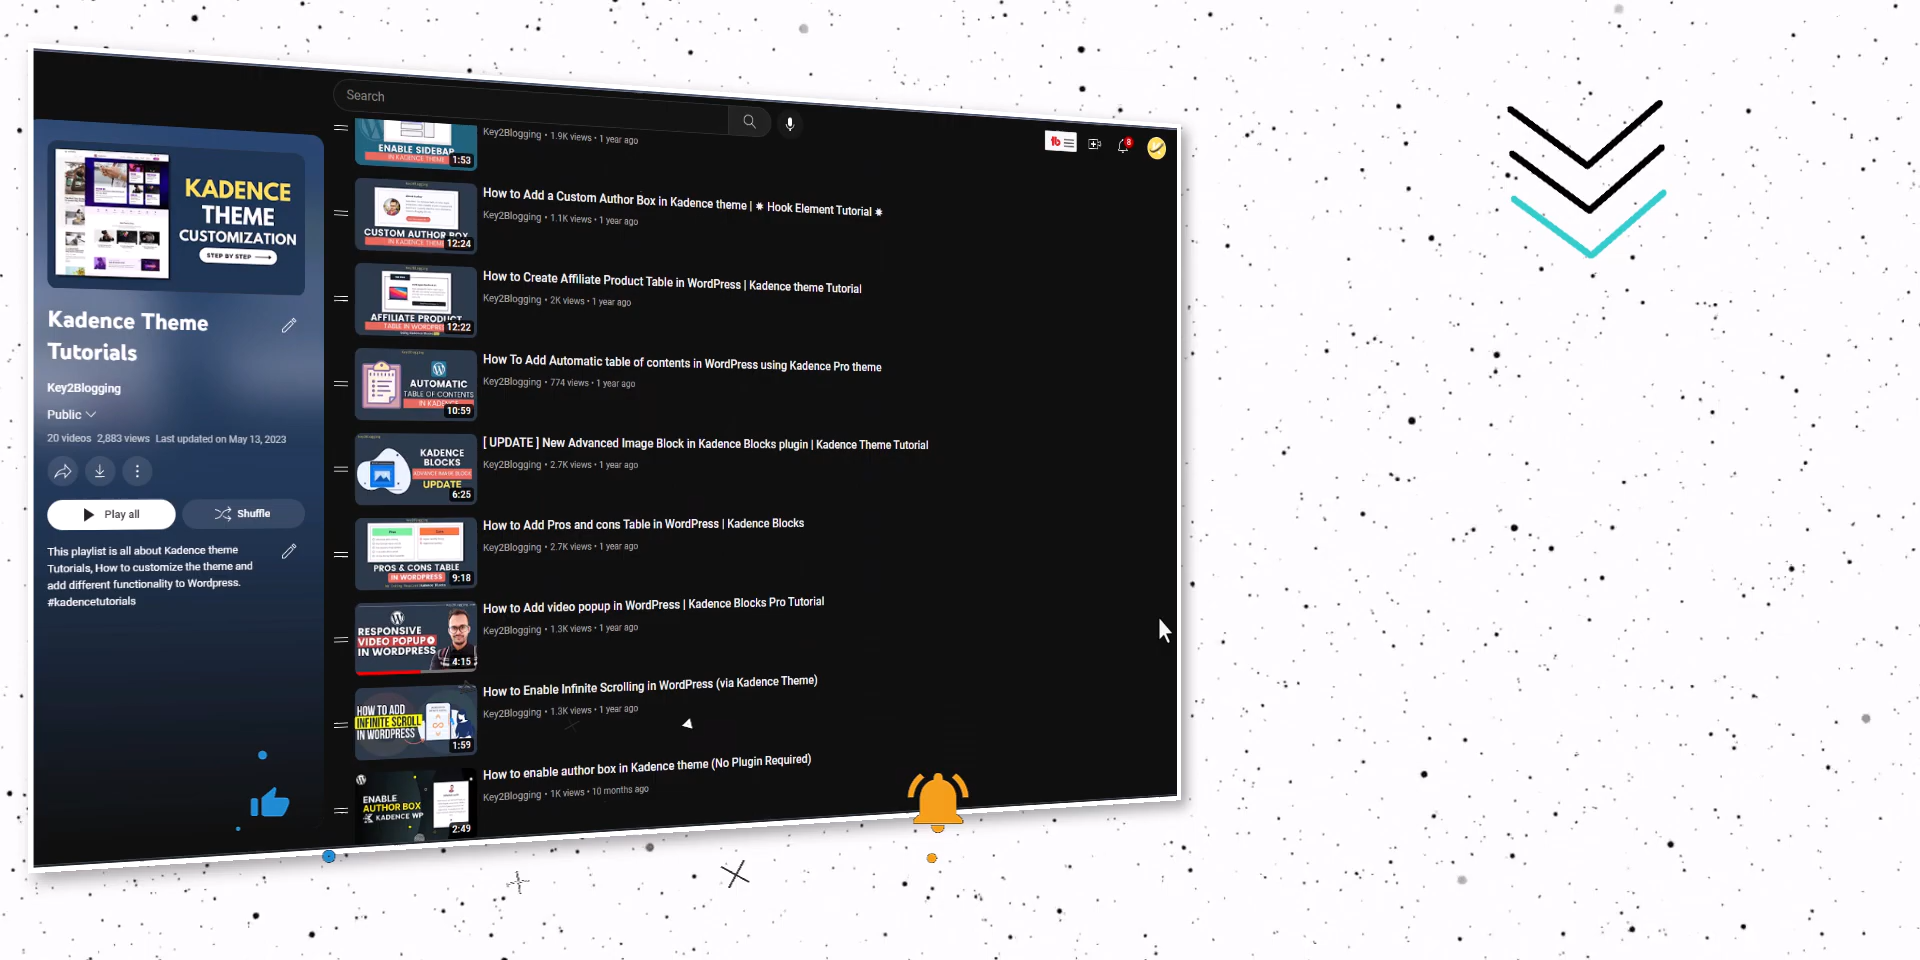 Search
8
KADENCE
THEME
CUSTOMIZATION
STEP BY STEP
Kadence Theme
Tutorials
Key2Blogging
Public
20 videos 2,883 views Last updated on May 13, 2023
Play all
Shuffle
This playlist is all about Kadence theme
Tutorials, How to customize the theme and
add different functionality to Wordpress.
#kadencetutorials
ENABLE SIDEBAR
IN KADENCE THEME
1:53
Key2Blogging • 1.9K views • 1 year ago
CUSTOM AUTHOR BOX
IN KADENCE THEME
12:24
How to Add a Custom Author Box in Kadence theme | ✷ Hook Element Tutorial ✷
Key2Blogging • 1.1K views • 1 year ago
AFFILIATE PRODUCT
TABLE IN WORDPRESS
12:22
How to Create Affiliate Product Table in WordPress | Kadence theme Tutorial
Key2Blogging • 2K views • 1 year ago
AUTOMATIC
TABLE OF CONTENTS
IN KADENCE
10:59
How To Add Automatic table of contents in WordPress using Kadence Pro theme
Key2Blogging • 774 views • 1 year ago
KADENCE
BLOCKS
UPDATE
6:25
[ UPDATE ] New Advanced Image Block in Kadence Blocks plugin | Kadence Theme Tutorial
Key2Blogging • 2.7K views • 1 year ago
PROS & CONS TABLE
IN WORDPRESS
9:18
How to Add Pros and cons Table in WordPress | Kadence Blocks
Key2Blogging • 2.7K views • 1 year ago
RESPONSIVE
VIDEO POPUP
IN WORDPRESS
4:15
How to Add video popup in WordPress | Kadence Blocks Pro Tutorial
Key2Blogging • 1.3K views • 1 year ago
HOW TO ADD
INFINITE SCROLL
IN WORDPRESS
1:59
How to Enable Infinite Scrolling in WordPress (via Kadence Theme)
Key2Blogging • 1.3K views • 1 year ago
ENABLE
AUTHOR BOX
KADENCE WP
2:49
How to enable author box in Kadence theme (No Plugin Required)
Key2Blogging • 1K views • 10 months ago